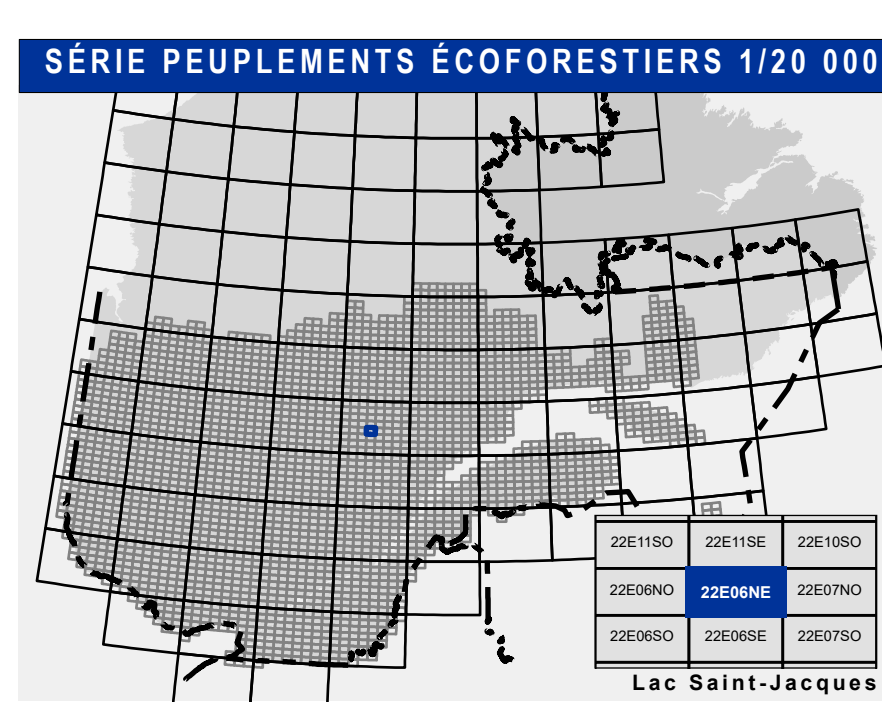 SÉRIE PEUPLEMENTS ÉCOFORESTIERS 1/20 000
22E11SO 22E11SE 22E10SO
22E06NO 22E06NE 22E07NO
22E06SO 22E06SE 22E07SO
Lac Saint-Jacques